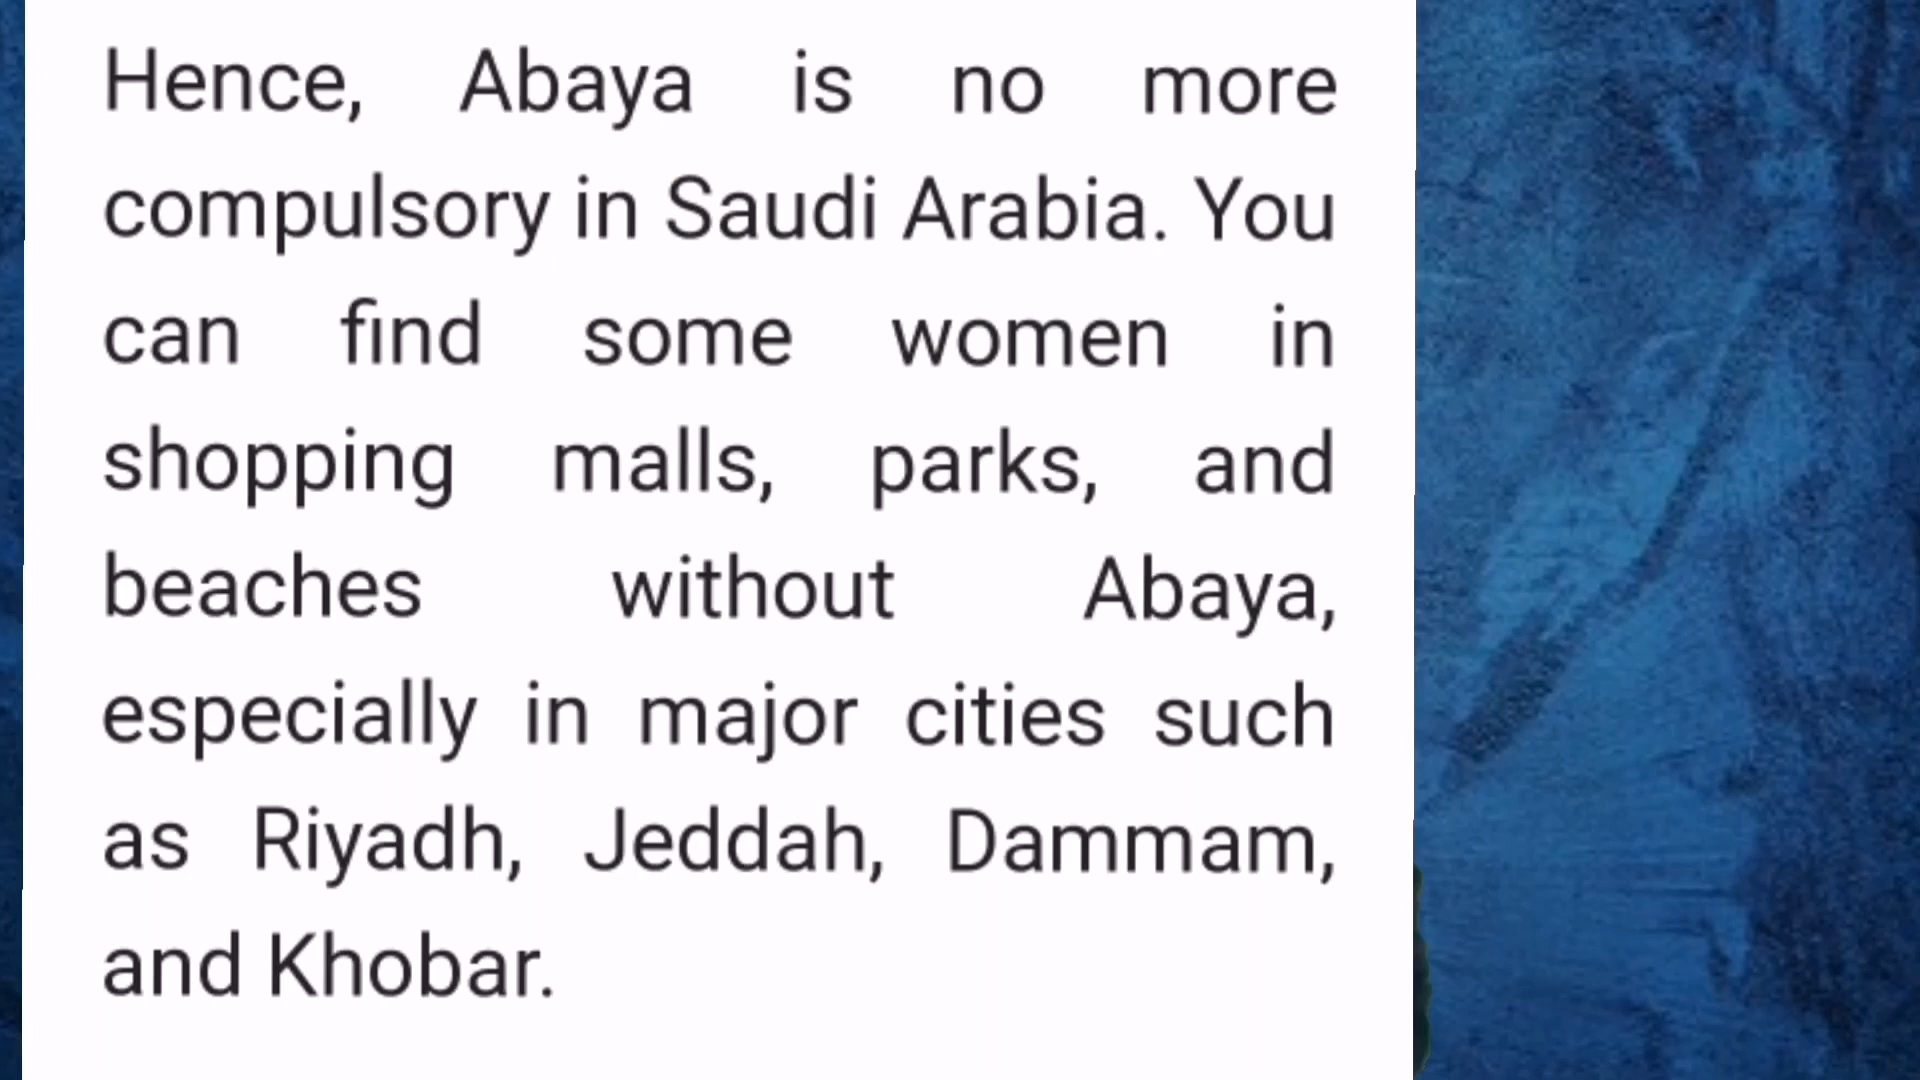 Hence, Abaya is no more
compulsory in Saudi Arabia. You
can find some women in
shopping malls, parks, and
beaches without Abaya,
especially in major cities such
as Riyadh, Jeddah, Dammam,
and Khobar.